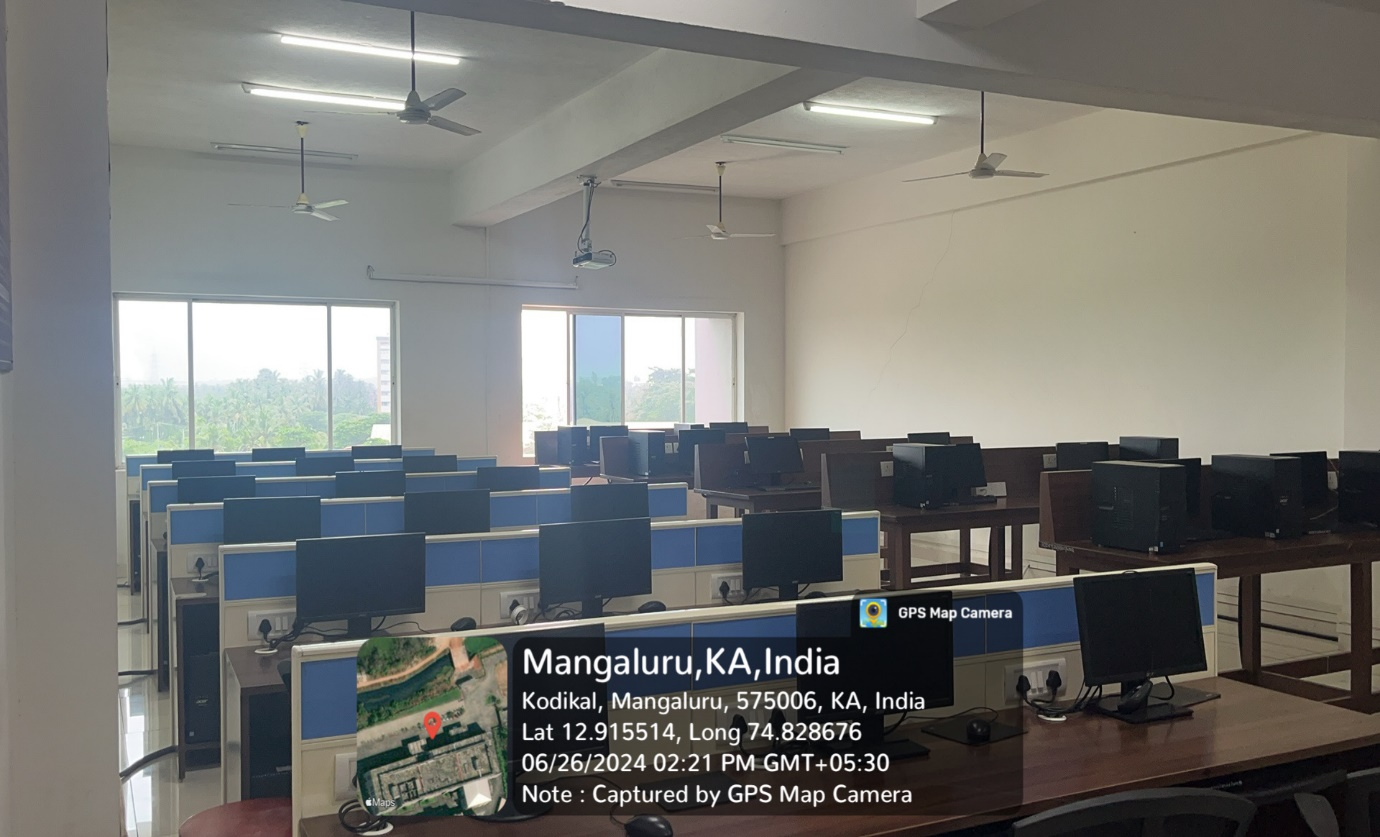 GPS Map Camera
Mangaluru,KA,India
Kodikal, Mangaluru, 575006, KA, India
Lat 12.915514, Long 74.828676
06/26/2024 02:21 PM GMT+05:30
Note : Captured by GPS Map Camera
Maps